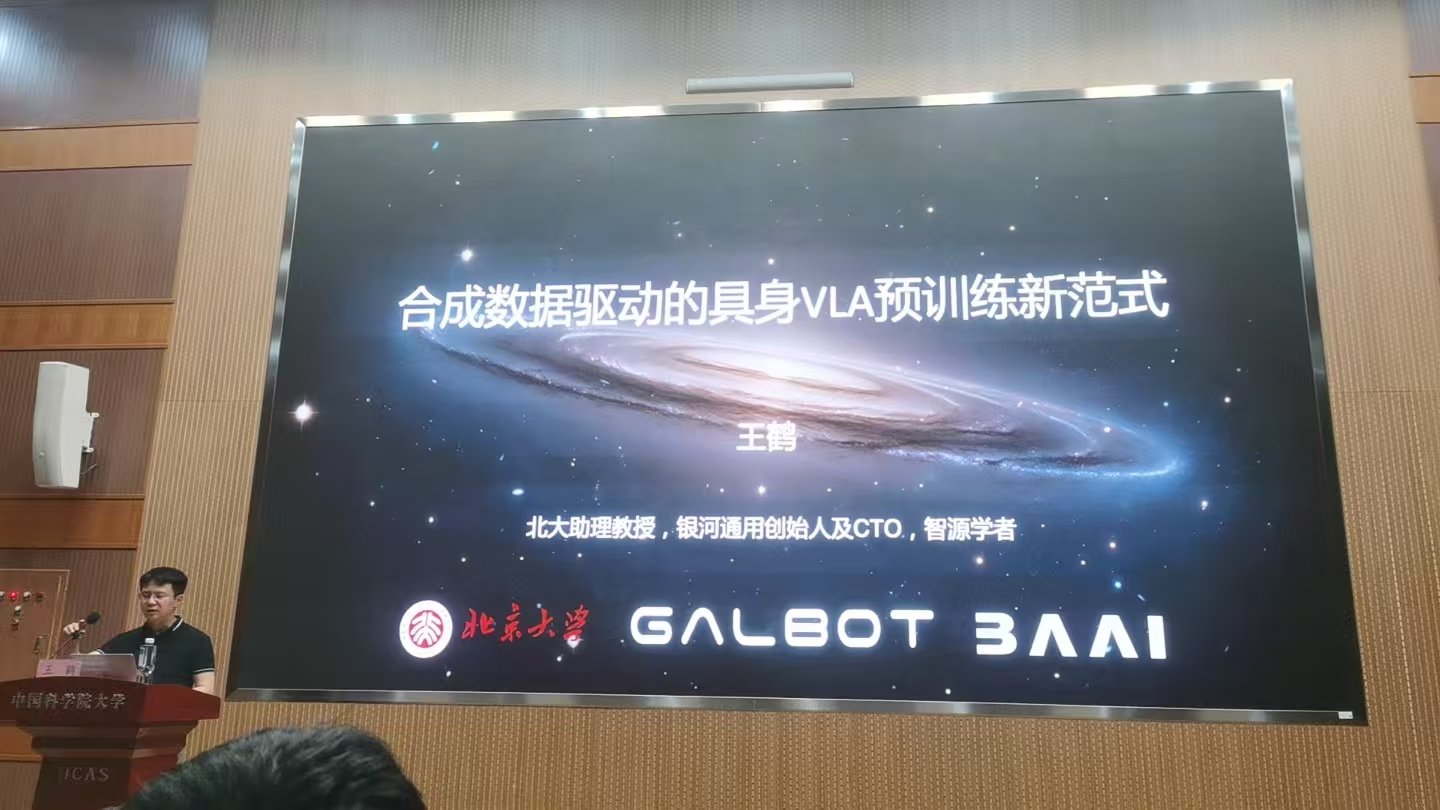 合成数据驱动的具身VLA预训练新范式
王鹤
北大助理教授，银河通用创始人及CTO，智源学者
北京大学 GALBOT BAAI
王鹤
中国科学院大学
UCAS